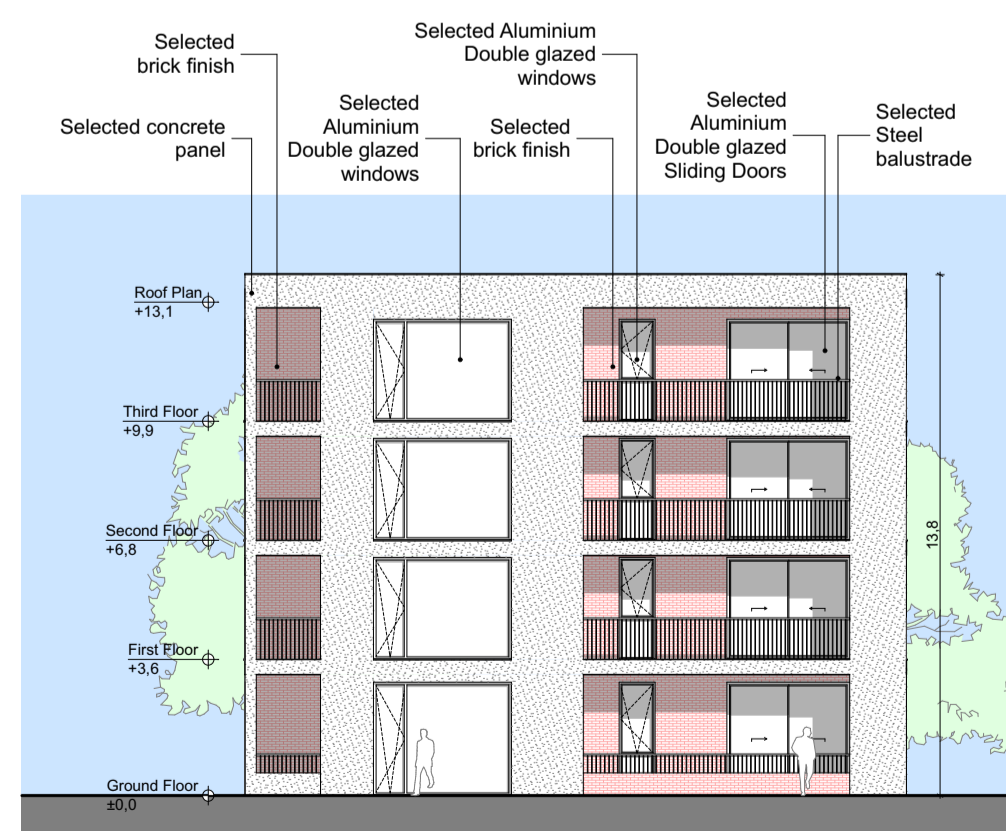 Selected
brick finish
Selected Aluminium
Double glazed
windows
Selected concrete
panel
Selected
Aluminium
Double glazed
windows
Selected
brick finish
Selected
Aluminium
Double glazed
Sliding Doors
Selected
Steel
balustrade
Roof Plan
+13,1
Third Floor
+9,9
Second Floor
+6,8
First Floor
+3,6
Ground Floor
±0,0
13,8